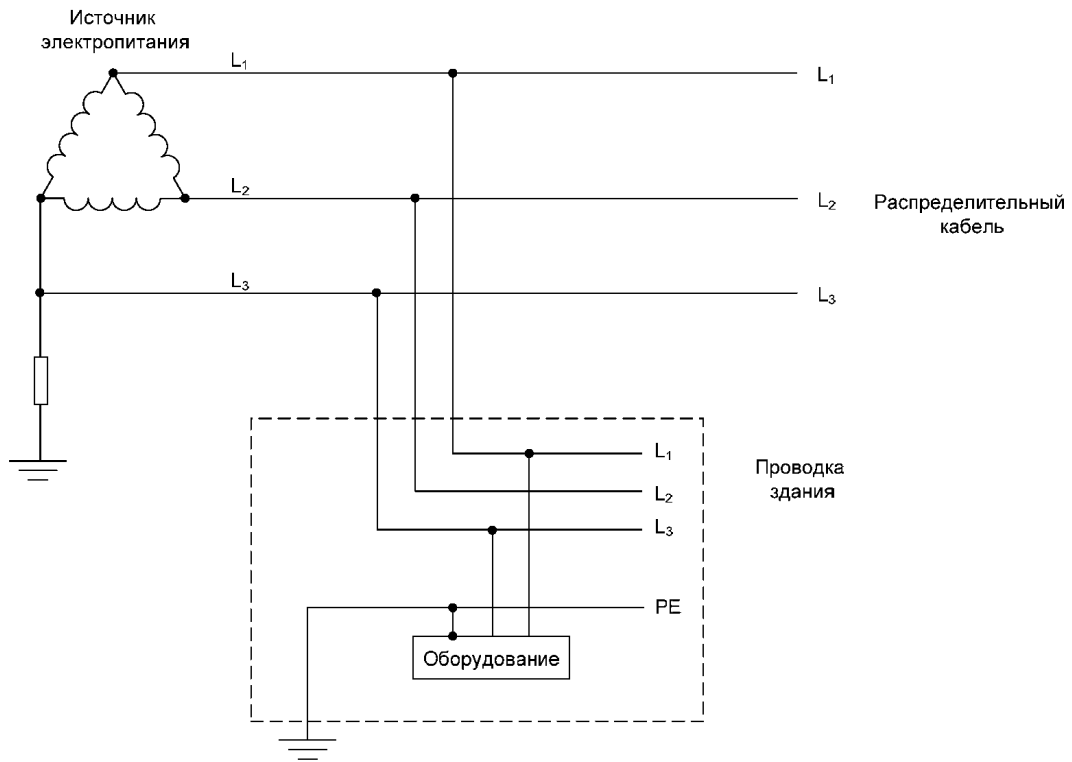 Источник
электропитания
L₁
L₁
L₂
L₂
Распределительный
кабель
L₃
L₃
L₁
Проводка
здания
L₂
L₃
PE
Оборудование